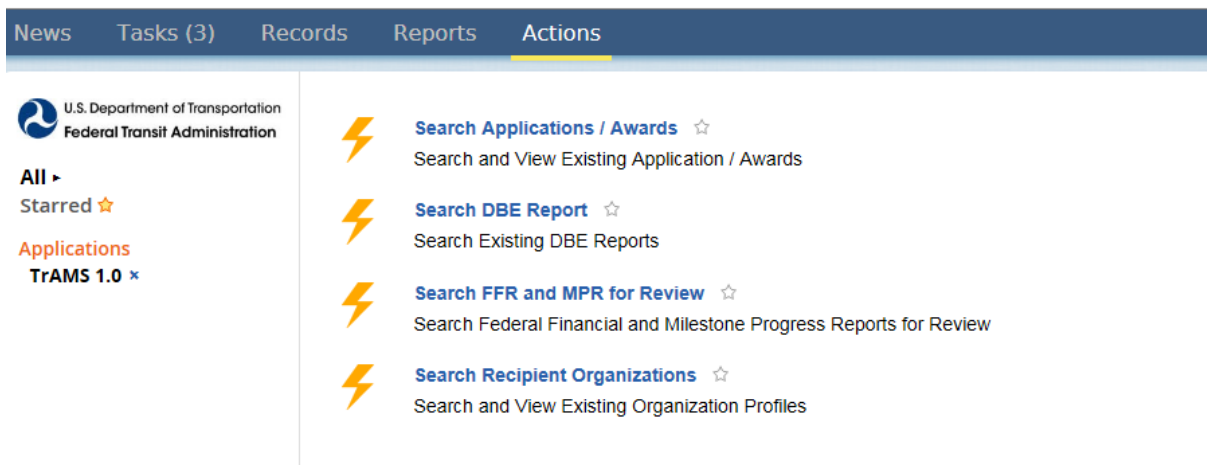 News Tasks (3) Records Reports Actions
U.S. Department of Transportation
Federal Transit Administration
All
Starred
Applications
TrAMS 1.0 ×
Search Applications / Awards
Search and View Existing Application / Awards
Search DBE Report
Search Existing DBE Reports
Search FFR and MPR for Review
Search Federal Financial and Milestone Progress Reports for Review
Search Recipient Organizations
Search and View Existing Organization Profiles